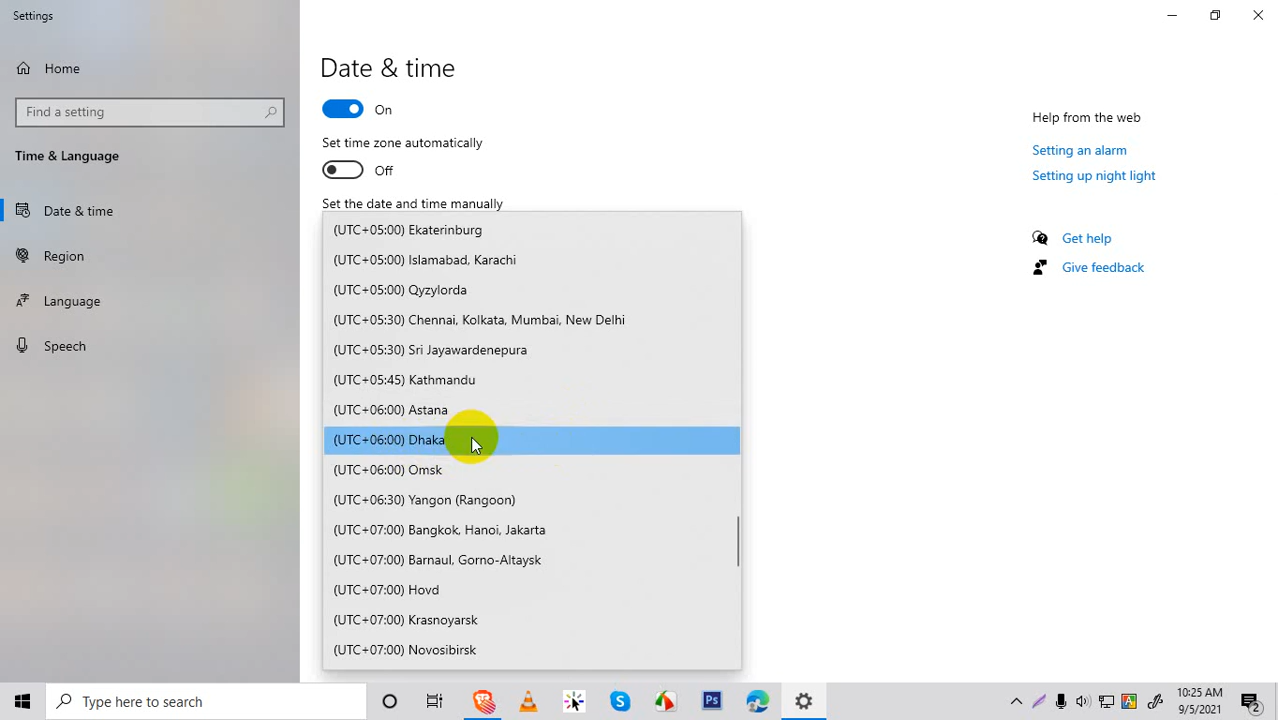 Settings
Home
Find a setting
Time & Language
Date & time
Region
Language
Speech
Date & time
On
Set time zone automatically
Off
Set the date and time manually
(UTC+05:00) Ekaterinburg
(UTC+05:00) Islamabad, Karachi
(UTC+05:00) Qyzylorda
(UTC+05:30) Chennai, Kolkata, Mumbai, New Delhi
(UTC+05:30) Sri Jayawardenepura
(UTC+05:45) Kathmandu
(UTC+06:00) Astana
(UTC+06:00) Dhaka
(UTC+06:00) Omsk
(UTC+06:30) Yangon (Rangoon)
(UTC+07:00) Bangkok, Hanoi, Jakarta
(UTC+07:00) Barnaul, Gorno-Altaysk
(UTC+07:00) Hovd
(UTC+07:00) Krasnoyarsk
(UTC+07:00) Novosibirsk
Help from the web
Setting an alarm
Setting up night light
Get help
Give feedback
Type here to search
Ps
10:25 AM
9/5/2021
2